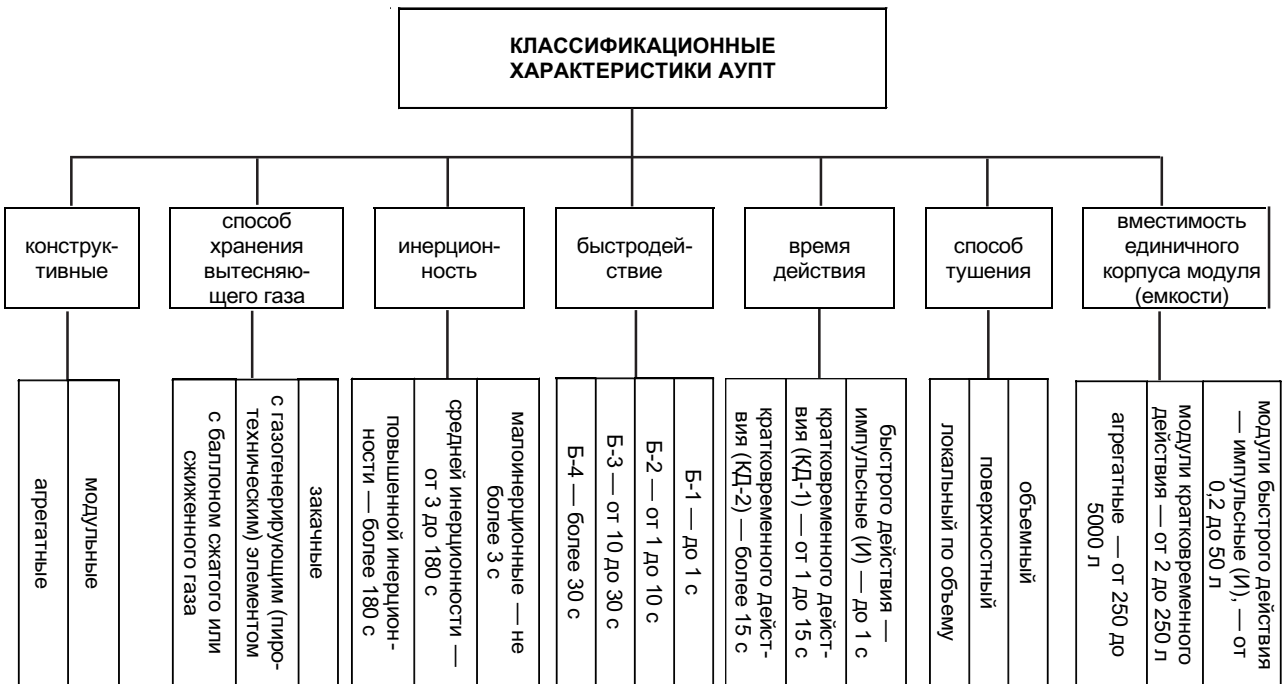 КЛАССИФИКАЦИОННЫЕ
ХАРАКТЕРИСТИКИ АУПТ
конструк-
тивные
способ
хранения
вытесняю-
щего газа
инерцион-
ность
быстродей-
ствие
время
действия
способ
тушения
вместимость
единичного
корпуса модуля
(емкости)
агрегатные
модульные
с баллоном сжатого или
сжиженного газа
с газогенерирующим (пиро-
техническим) элементом
закачные
повышенной инерцион-
ности — более 180 с
средней инерционности —
от 3 до 180 с
малоинерционные — не
более 3 с
Б-4 — более 30 с
Б-3 — от 10 до 30 с
Б-2 — от 1 до 10 с
Б-1 — до 1 с
кратковременного дейст-
вия (КД-2) — более 15 с
кратковременного дейст-
вия (КД-1) — от 1 до 15 с
быстрого действия —
импульсные (И) — до 1 с
локальный по объему
поверхностный
объемный
агрегатные — от 250 до
5000 л
модули кратковременного
действия — от 2 до 250 л
модули быстрого действия
— импульсные (И), — от
0,2 до 50 л